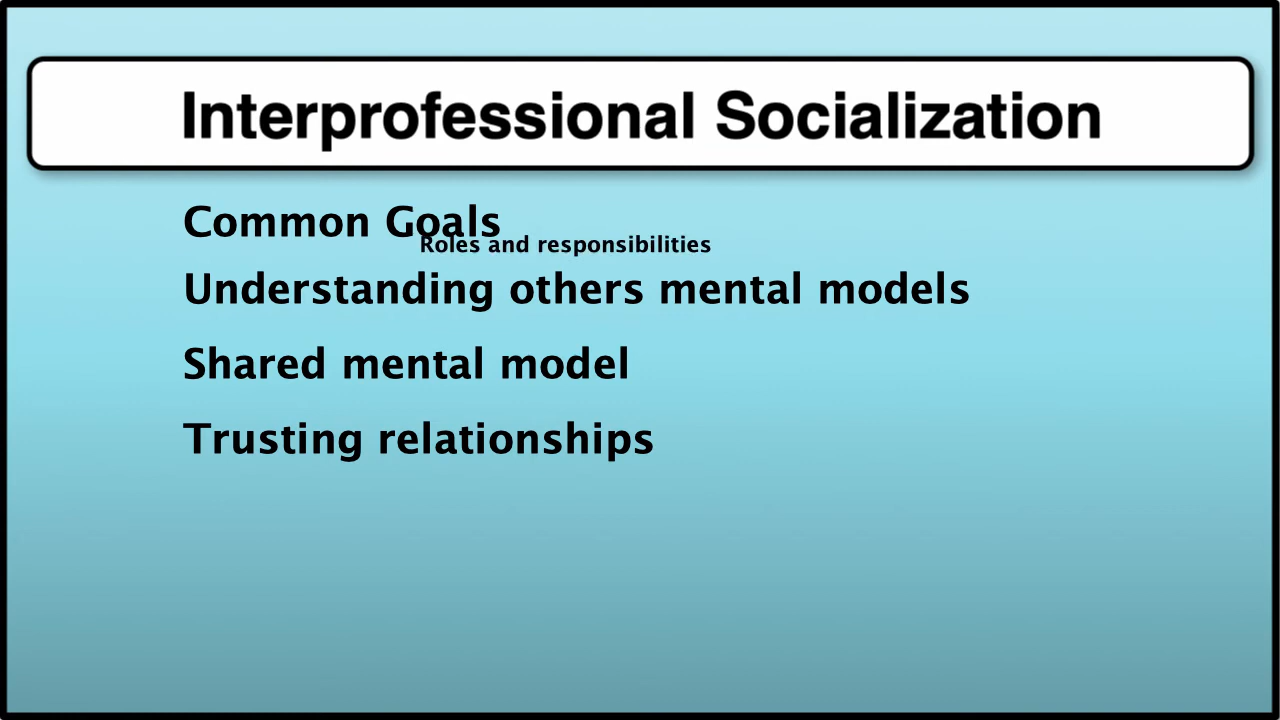 Interprofessional Socialization
Common Goals
Roles and responsibilities
Understanding others mental models
Shared mental model
Trusting relationships